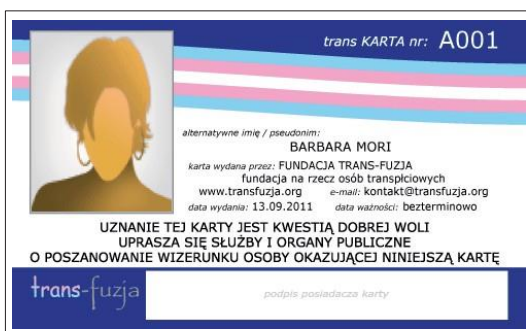 trans KARTA nr: A001
alternatywne imię / pseudonim:
BARBARA MORI
karta wydana przez: FUNDACJA TRANS-FUZJA
fundacja na rzecz osób transpłciowych
www.transfuzja.org e-mail: kontakt@transfuzja.org
data wydania: 13.09.2011 data ważności: bezterminowo
UZNANIE TEJ KARTY JEST KWESTIĄ DOBREJ WOLI
UPRASZA SIĘ SŁUŻBY I ORGANY PUBLICZNE
O POSZANOWANIE WIZERUNKU OSOBY OKAZUJĄCEJ NINIEJSZĄ KARTĘ
trans-fuzja
podpis posiadacza karty